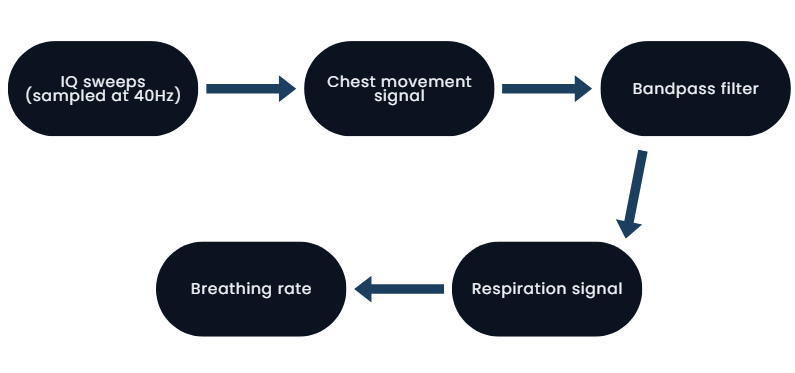 IQ sweeps
(sampled at 40Hz)
Chest movement
signal
Bandpass filter
Respiration signal
Breathing rate